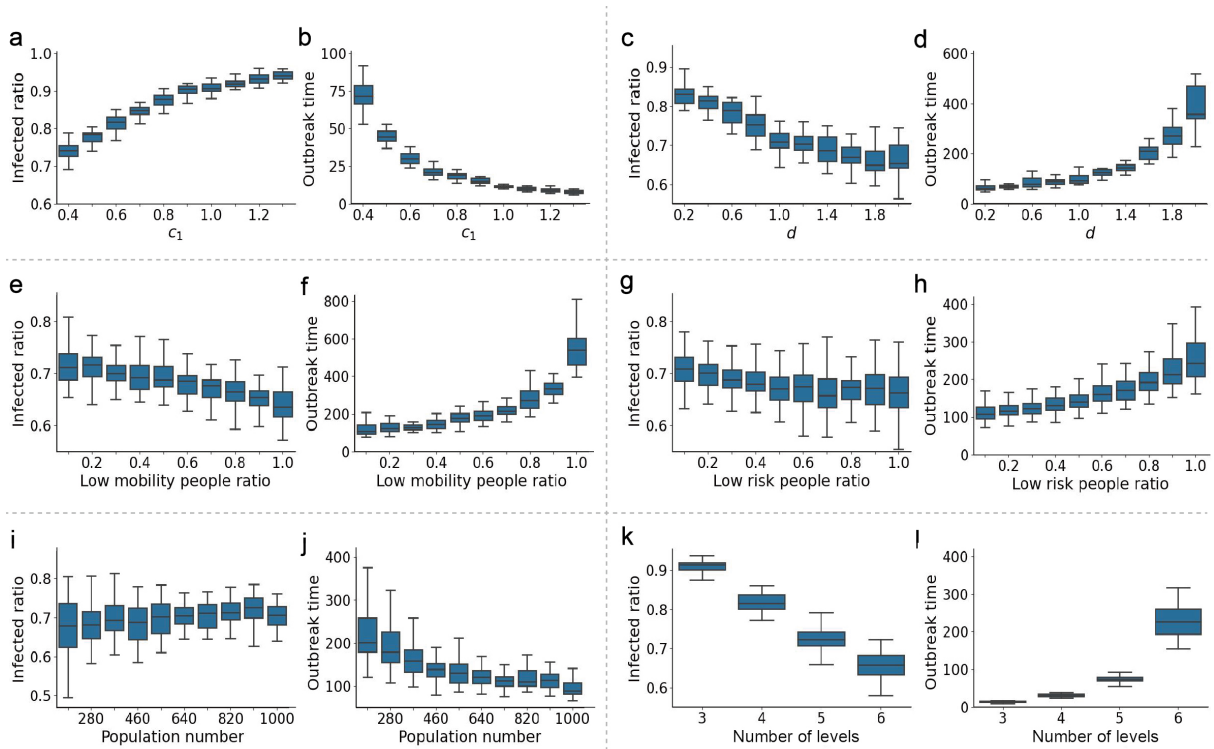 a
Infected ratio
1.0
0.9
0.8
0.7
0.6
0.4 0.6 0.8 1.0 1.2
c1
b
Outbreak time
100
75
50
25
0
0.4 0.6 0.8 1.0 1.2
c1
c
Infected ratio
0.9
0.8
0.7
0.6
0.2 0.6 1.0 1.4 1.8
d
d
Outbreak time
600
400
200
0
0.2 0.6 1.0 1.4 1.8
d
e
Infected ratio
0.8
0.7
0.6
0.2 0.4 0.6 0.8 1.0
Low mobility people ratio
f
Outbreak time
800
600
400
200
0
0.2 0.4 0.6 0.8 1.0
Low mobility people ratio
g
Infected ratio
0.8
0.7
0.6
0.2 0.4 0.6 0.8 1.0
Low risk people ratio
h
Outbreak time
400
300
200
100
0
0.2 0.4 0.6 0.8 1.0
Low risk people ratio
i
Infected ratio
0.8
0.7
0.6
0.5
280 460 640 820 1000
Population number
j
Outbreak time
400
300
200
100
280 460 640 820 1000
Population number
k
Infected ratio
0.9
0.8
0.7
0.6
3 4 5 6
Number of levels
l
Outbreak time
400
300
200
100
0
3 4 5 6
Number of levels